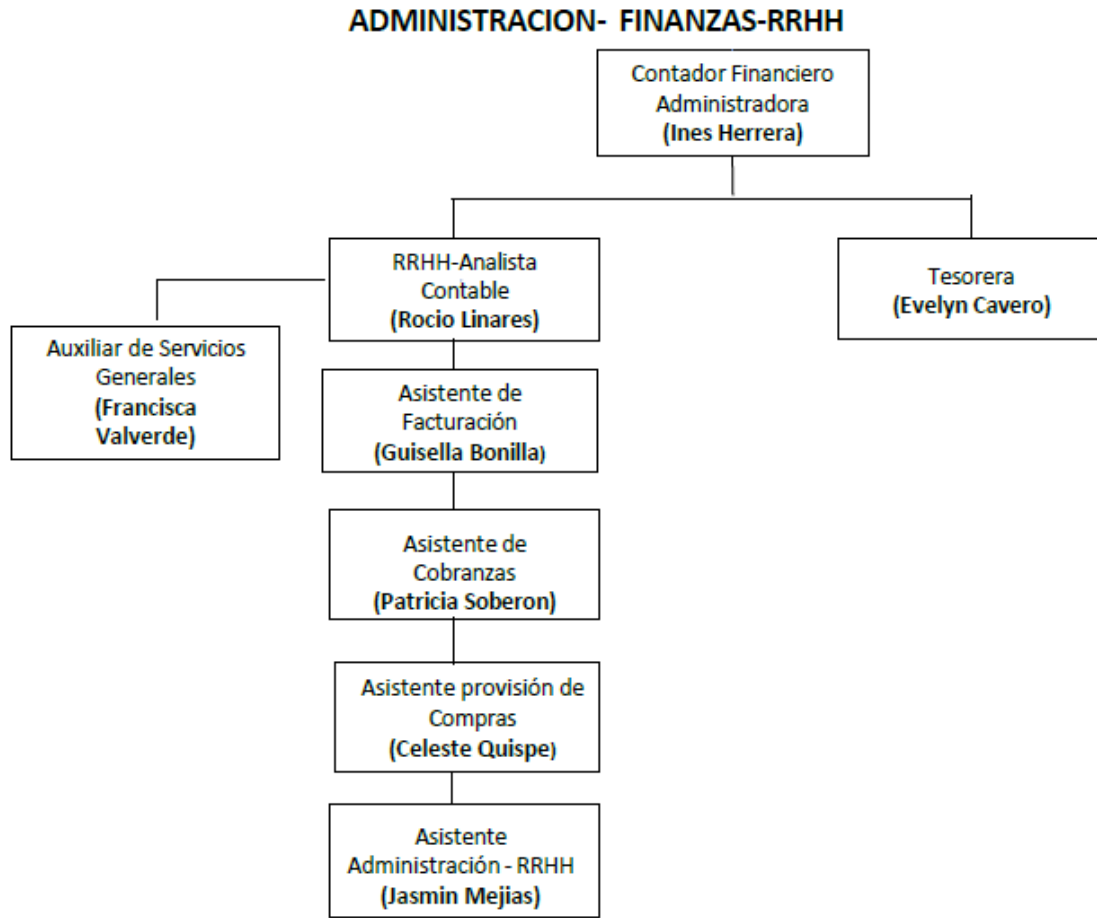 ADMINISTRACION- FINANZAS-RRHH
Contador Financiero
Administradora
(Ines Herrera)
RRHH-Analista
Contable
(Rocio Linares)
Tesorera
(Evelyn Cavero)
Auxiliar de Servicios
Generales
(Francisca
Valverde)
Asistente de
Facturación
(Guisella Bonilla)
Asistente de
Cobranzas
(Patricia Soberon)
Asistente provisión de
Compras
(Celeste Quispe)
Asistente
Administración - RRHH
(Jasmin Mejias)